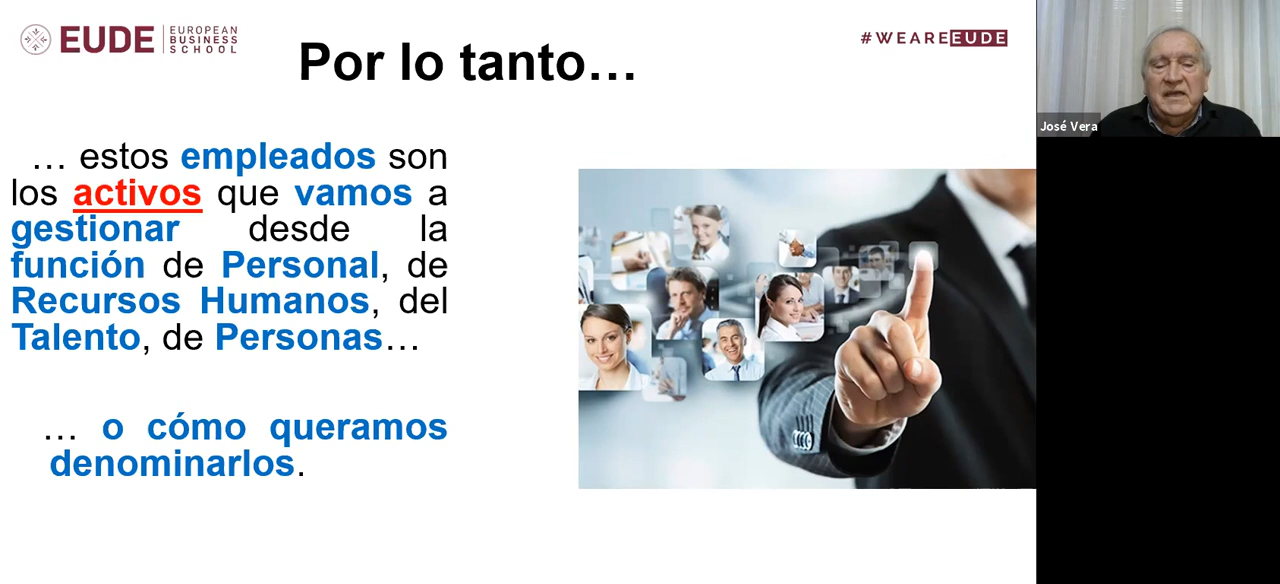 EUDE
EUROPEAN
BUSINESS
SCHOOL
Por lo tanto...
#WEAREEUDE
José Vera
... estos empleados son
los activos que vamos a
gestionar desde la
función de Personal, de
Recursos Humanos, del
Talento, de Personas...
... o cómo queramos
denominarlos.